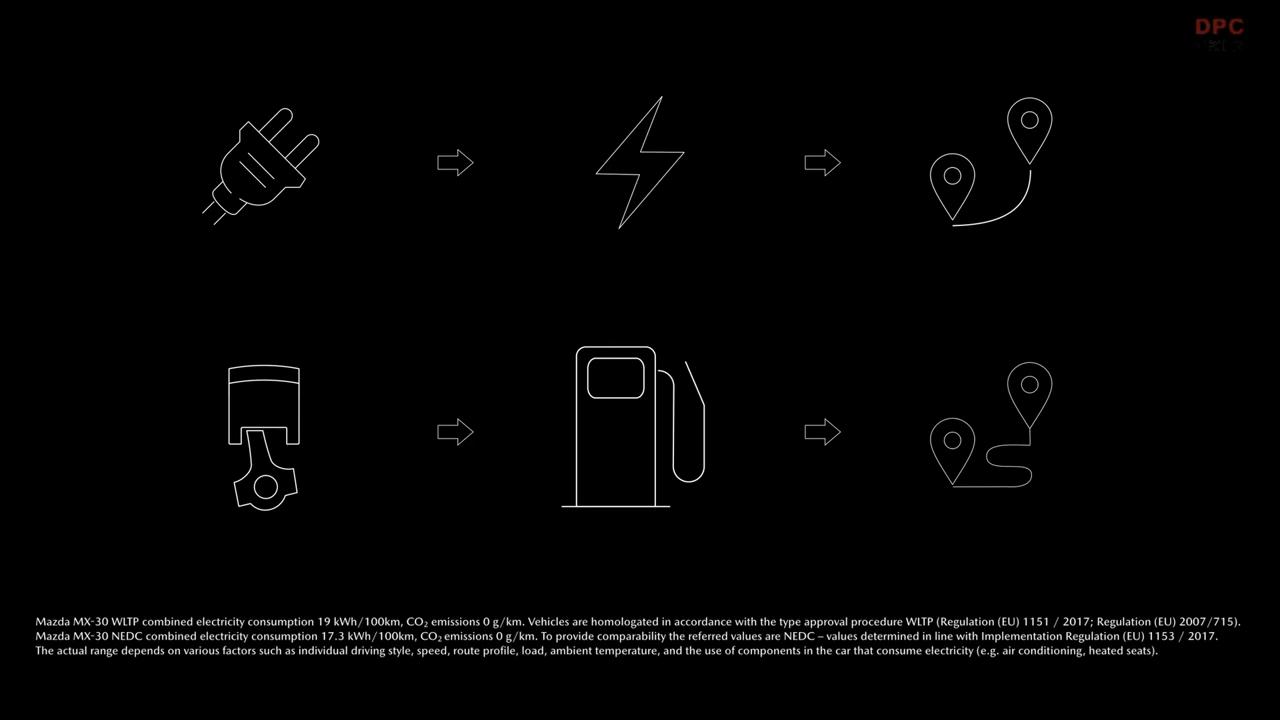 DPC
Mazda MX-30 WLTP combined electricity consumption 19 kWh/100km, CO₂ emissions 0 g/km. Vehicles are homologated in accordance with the type approval procedure WLTP (Regulation (EU) 1151 / 2017; Regulation (EU) 2007/715).
Mazda MX-30 NEDC combined electricity consumption 17.3 kWh/100km, CO₂ emissions 0 g/km. To provide comparability the referred values are NEDC – values determined in line with Implementation Regulation (EU) 1153 / 2017.
The actual range depends on various factors such as individual driving style, speed, route profile, load, ambient temperature, and the use of components in the car that consume electricity (e.g. air conditioning, heated seats).